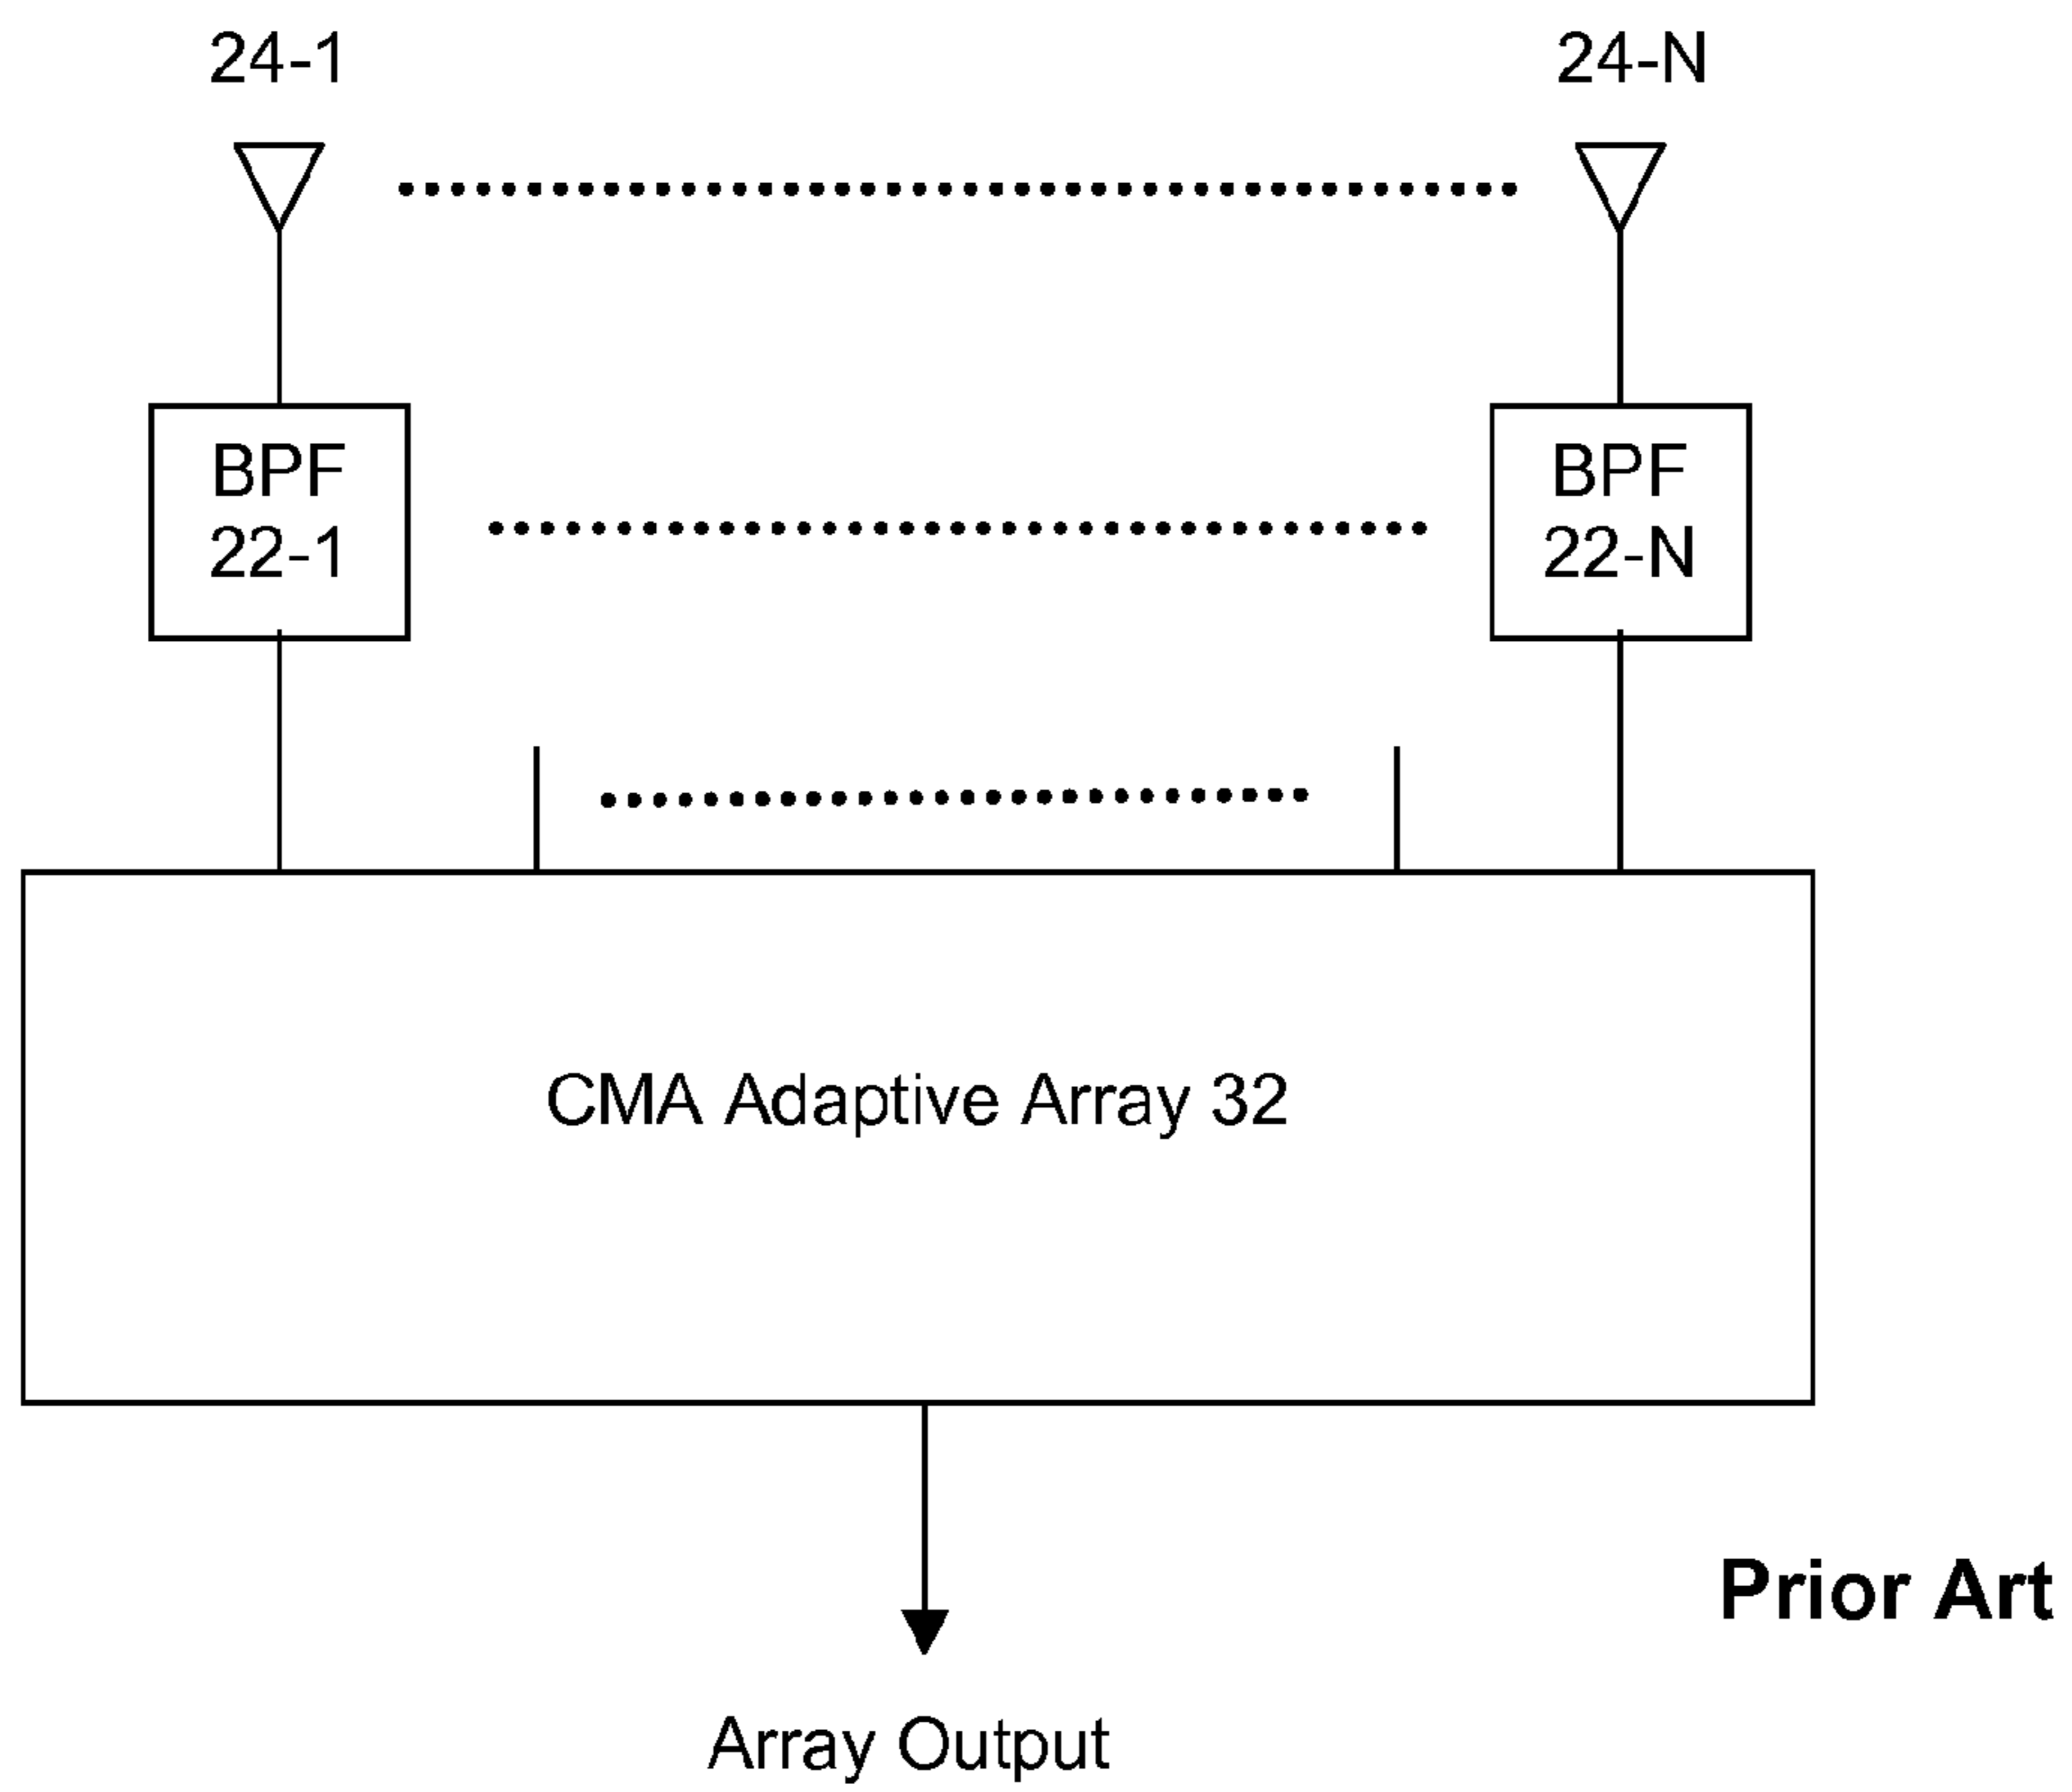 24-1
24-N
BPF
22-1
BPF
22-N
CMA Adaptive Array 32
Prior Art
Array Output